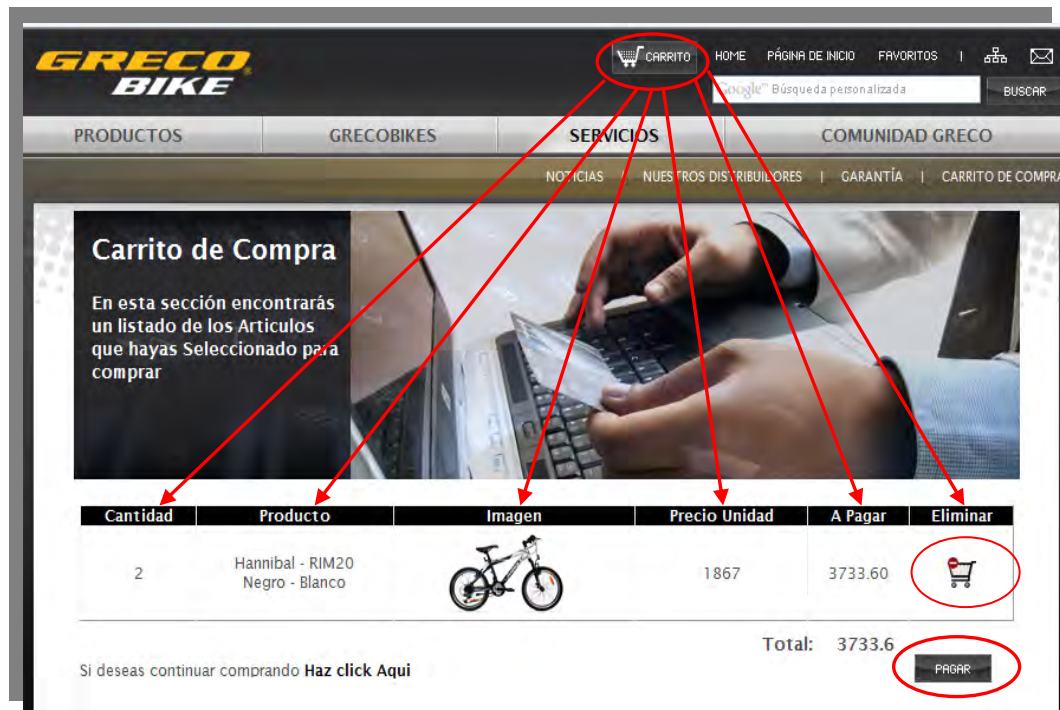 GRECO
BIKE
CARRITO HOME PÁGINA DE INICIO FAVORITOS |
Google™ Búsqueda personalizada BUSCAR
PRODUCTOS GRECOBIKES SERVICIOS COMUNIDAD GRECO
NOTICIAS | NUESTROS DISTRIBUIDORES | GARANTÍA | CARRITO DE COMPRA
Carrito de Compra
En esta sección encontrarás
un listado de los Articulos
que hayas Seleccionado para
comprar
Cantidad Producto Imagen Precio Unidad A Pagar Eliminar
2 Hannibal - RIM20 1867 3733.60
Negro - Blanco
Total: 3733.6
Si deseas continuar comprando Haz click Aqui PAGAR